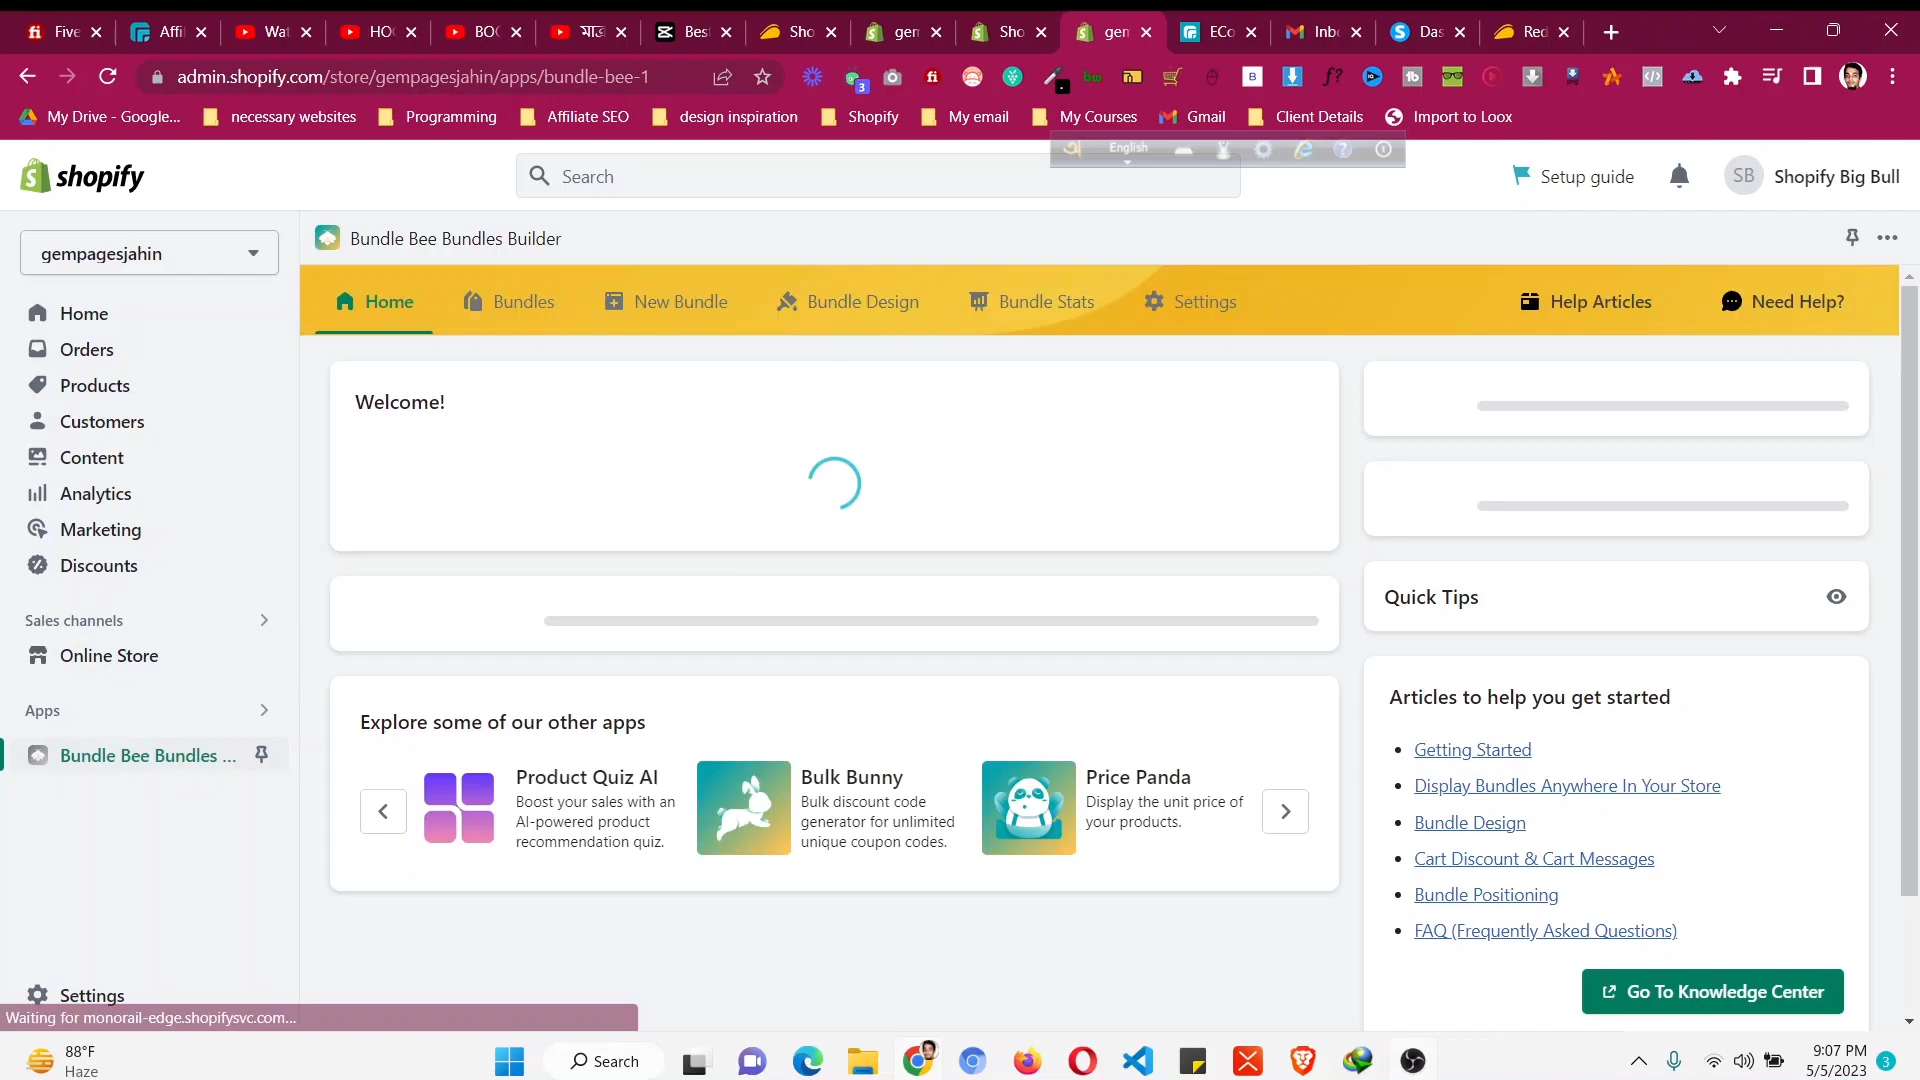 Five
Affil
Wat
HO
BO
মাত্র
Bes
Sho
gem
Sho
gem
ECo
Inb
Das
Red
admin.shopify.com/store/gempagesjahin/apps/bundle-bee-1
My Drive - Google...
necessary websites
Programming
Affiliate SEO
design inspiration
Shopify
My email
My Courses
Gmail
Client Details
Import to Loox
English
shopify
Search
Setup guide
SB
Shopify Big Bull
gempagesjahin
Bundle Bee Bundles Builder
Home
Bundles
New Bundle
Bundle Design
Bundle Stats
Settings
Help Articles
Need Help?
Home
Orders
Products
Customers
Content
Analytics
Marketing
Discounts
Sales channels
Online Store
Apps
Bundle Bee Bundles ...
Settings
Waiting for monorail-edge.shopifysvc.com...
Welcome!
Explore some of our other apps
Product Quiz AI
Boost your sales with an
AI-powered product
recommendation quiz.
Bulk Bunny
Bulk discount code
generator for unlimited
unique coupon codes.
Price Panda
Display the unit price of
your products.
Quick Tips
Articles to help you get started
Getting Started
Display Bundles Anywhere In Your Store
Bundle Design
Cart Discount & Cart Messages
Bundle Positioning
FAQ (Frequently Asked Questions)
Go To Knowledge Center
88°F
Haze
Search
9:07 PM
5/5/2023
3